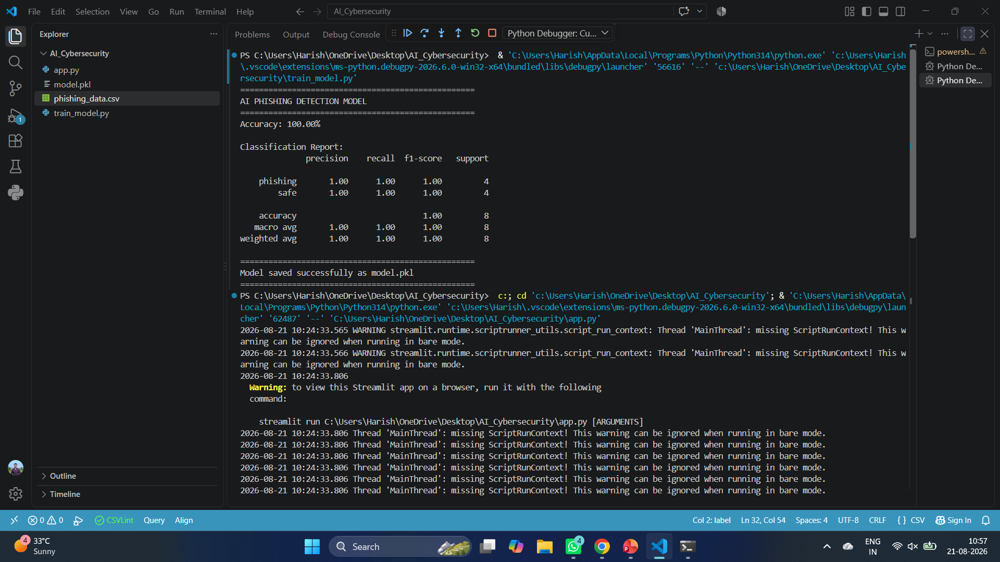 File Edit Selection View Go Run Terminal Help
AI_Cybersecurity
Explorer
Problems Output Debug Console
Python Debugger: Cu...
AI_Cybersecurity
app.py
model.pkl
phishing_data.csv
train_model.py
1
PS C:\Users\Harish\OneDrive\Desktop\AI_Cybersecurity>  & 'C:\Users\Harish\AppData\Local\Programs\Python\Python314\python.exe' 'c:\Users\Harish
\.vscode\extensions\ms-python.debugpy-2026.6.0-win32-x64\bundled\libs\debugpy\launcher' '56616' '--' 'c:\Users\Harish\OneDrive\Desktop\AI_Cybe
rsecurity\train_model.py'
==================================================
AI PHISHING DETECTION MODEL
==================================================
Accuracy: 100.00%
Classification Report:
precision recall f1-score support
phishing 1.00 1.00 1.00 4
safe 1.00 1.00 1.00 4
accuracy 1.00 8
macro avg 1.00 1.00 1.00 8
weighted avg 1.00 1.00 1.00 8
==================================================
Model saved successfully as model.pkl
==================================================
PS C:\Users\Harish\OneDrive\Desktop\AI_Cybersecurity>  c:; cd 'c:\Users\Harish\OneDrive\Desktop\AI_Cybersecurity'; & 'C:\Users\Harish\AppData\
Local\Programs\Python\Python314\python.exe' 'c:\Users\Harish\.vscode\extensions\ms-python.debugpy-2026.6.0-win32-x64\bundled\libs\debugpy\laun
cher' '62487' '--' 'C:\Users\Harish\OneDrive\Desktop\AI_Cybersecurity\app.py'
2026-08-21 10:24:33.565 WARNING streamlit.runtime.scriptrunner_utils.script_run_context: Thread 'MainThread': missing ScriptRunContext! This w
arning can be ignored when running in bare mode.
2026-08-21 10:24:33.566 WARNING streamlit.runtime.scriptrunner_utils.script_run_context: Thread 'MainThread': missing ScriptRunContext! This w
arning can be ignored when running in bare mode.
2026-08-21 10:24:33.806
Warning: to view this Streamlit app on a browser, run it with the following
command:
streamlit run C:\Users\Harish\OneDrive\Desktop\AI_Cybersecurity\app.py [ARGUMENTS]
2026-08-21 10:24:33.806 Thread 'MainThread': missing ScriptRunContext! This warning can be ignored when running in bare mode.
2026-08-21 10:24:33.806 Thread 'MainThread': missing ScriptRunContext! This warning can be ignored when running in bare mode.
2026-08-21 10:24:33.806 Thread 'MainThread': missing ScriptRunContext! This warning can be ignored when running in bare mode.
2026-08-21 10:24:33.806 Thread 'MainThread': missing ScriptRunContext! This warning can be ignored when running in bare mode.
2026-08-21 10:24:33.806 Thread 'MainThread': missing ScriptRunContext! This warning can be ignored when running in bare mode.
2026-08-21 10:24:33.806 Thread 'MainThread': missing ScriptRunContext! This warning can be ignored when running in bare mode.
powersh...
Python De...
Python De...
Outline
Timeline
0 0 CSVLint Query Align
Col 2: label Ln 32, Col 54 Spaces: 4 UTF-8 CRLF { } CSV Sign In
4
33°C
Sunny
Search
4
P
ENG
IN
10:57
21-08-2026